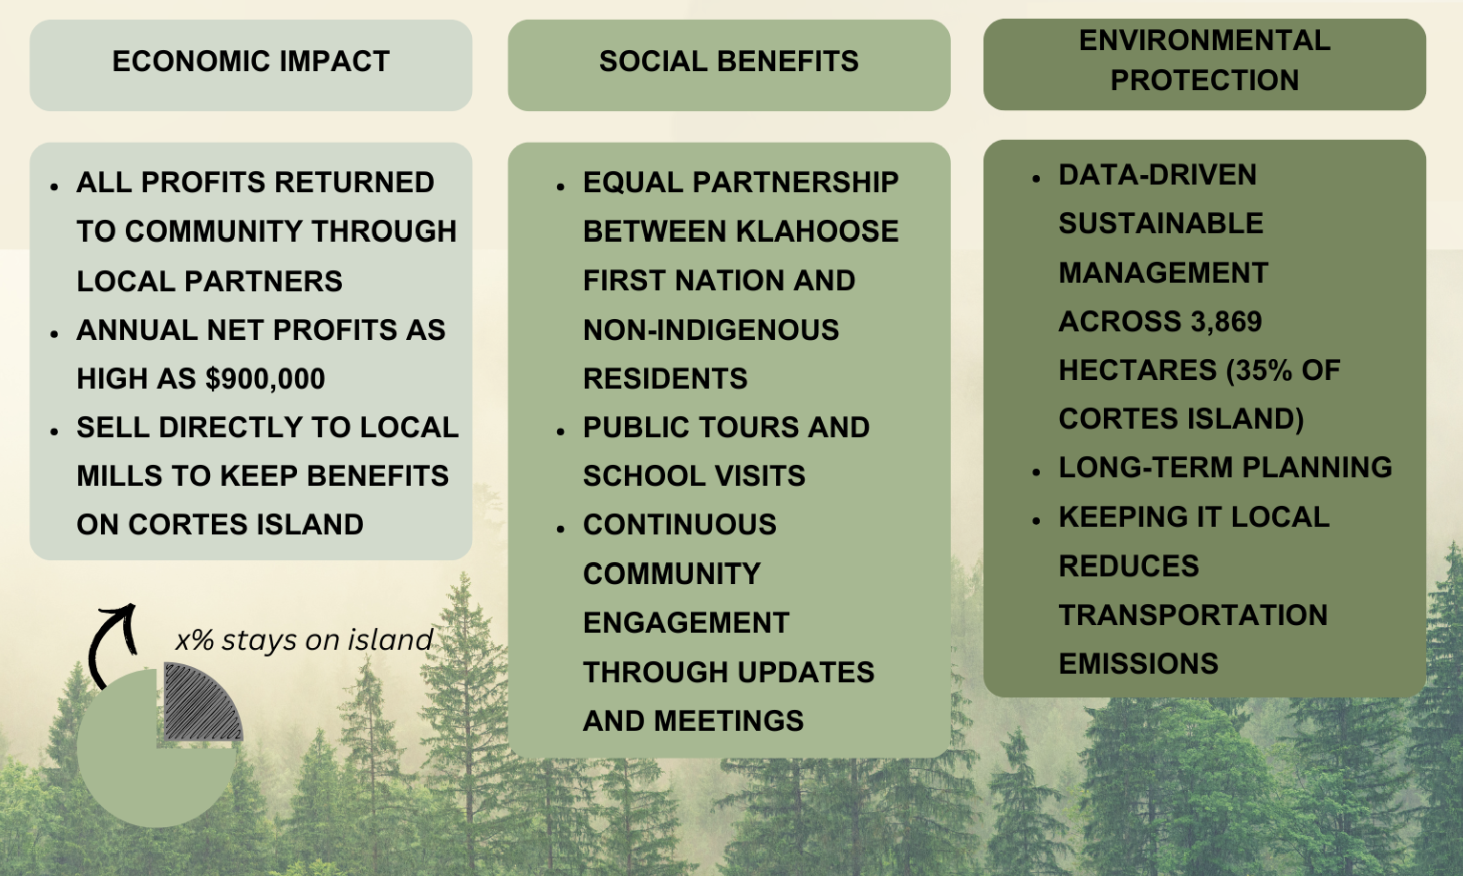 ECONOMIC IMPACT
• ALL PROFITS RETURNED
TO COMMUNITY THROUGH
LOCAL PARTNERS
• ANNUAL NET PROFITS AS
HIGH AS $900,000
• SELL DIRECTLY TO LOCAL
MILLS TO KEEP BENEFITS
ON CORTES ISLAND
x% stays on island
SOCIAL BENEFITS
• EQUAL PARTNERSHIP
BETWEEN KLAHOOSE
FIRST NATION AND
NON-INDIGENOUS
RESIDENTS
• PUBLIC TOURS AND
SCHOOL VISITS
• CONTINUOUS
COMMUNITY
ENGAGEMENT
THROUGH UPDATES
AND MEETINGS
ENVIRONMENTAL
PROTECTION
• DATA-DRIVEN
SUSTAINABLE
MANAGEMENT
ACROSS 3,869
HECTARES (35% OF
CORTES ISLAND)
• LONG-TERM PLANNING
• KEEPING IT LOCAL
REDUCES
TRANSPORTATION
EMISSIONS